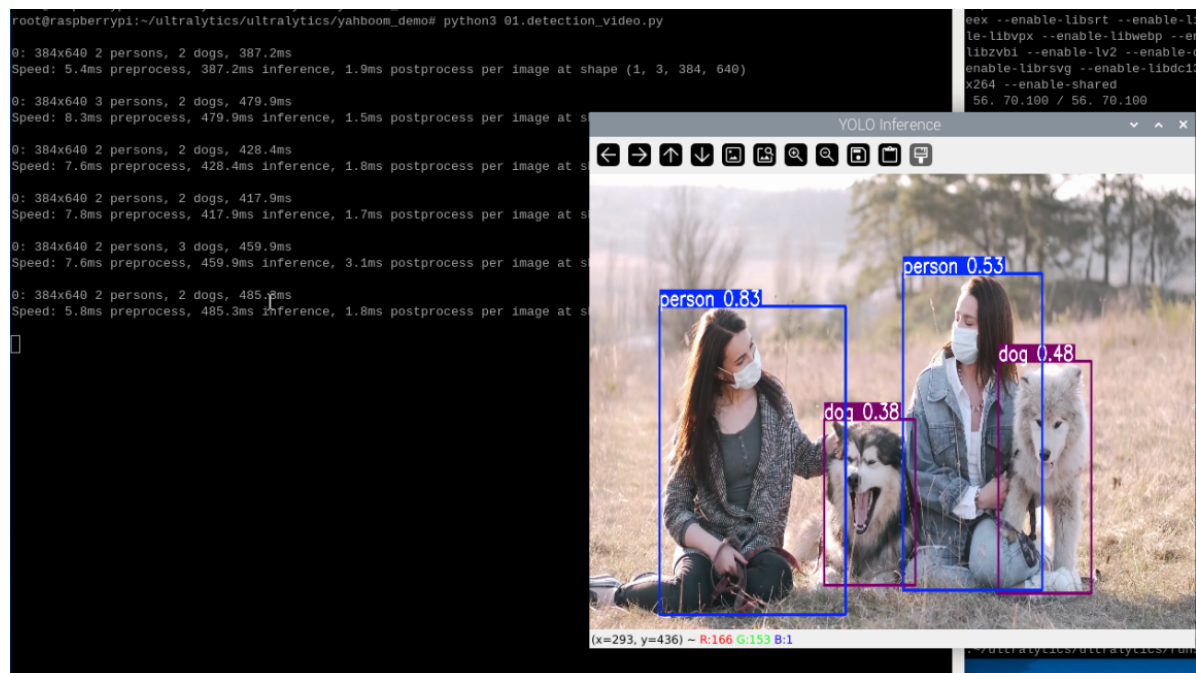 root@raspberrypi:~/ultralytics/ultralytics/yahboom_demo# python3 01.detection_video.py
0: 384x640 2 persons, 2 dogs, 387.2ms
Speed: 5.4ms preprocess, 387.2ms inference, 1.9ms postprocess per image at shape (1, 3, 384, 640)
0: 384x640 3 persons, 2 dogs, 479.9ms
Speed: 8.3ms preprocess, 479.9ms inference, 1.5ms postprocess per image at
0: 384x640 2 persons, 2 dogs, 428.4ms
Speed: 7.6ms preprocess, 428.4ms inference, 1.8ms postprocess per image at
0: 384x640 2 persons, 2 dogs, 417.9ms
Speed: 7.8ms preprocess, 417.9ms inference, 1.7ms postprocess per image at
0: 384x640 2 persons, 3 dogs, 459.9ms
Speed: 7.6ms preprocess, 459.9ms inference, 3.1ms postprocess per image at
0: 384x640 2 persons, 2 dogs, 485.3ms
Speed: 5.8ms preprocess, 485.3ms inference, 1.8ms postprocess per image at
eex --enable-libsrt
le-libvpx --enable-libwebp
libzvbi --enable-lv2
enable-librsvg
x264 --enable-shared
56. 70.100 / 56. 70.100
YOLO Inference
person 0.53
person 0.83
dog 0.48
dog 0.38
(x=293, y=436) ~ R:166 G:153 B:1